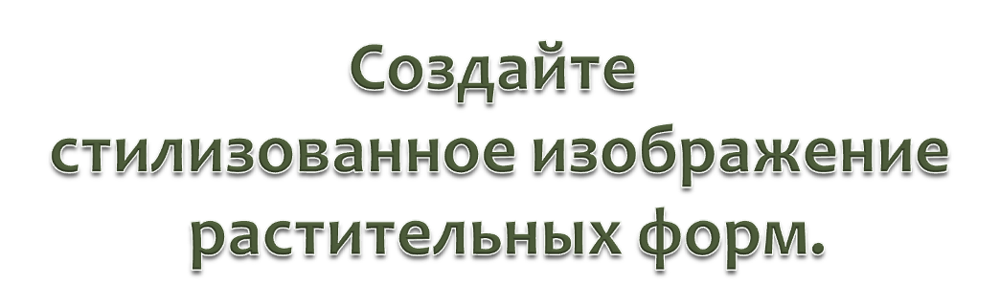 Создайте
стилизованное изображение
растительных форм.